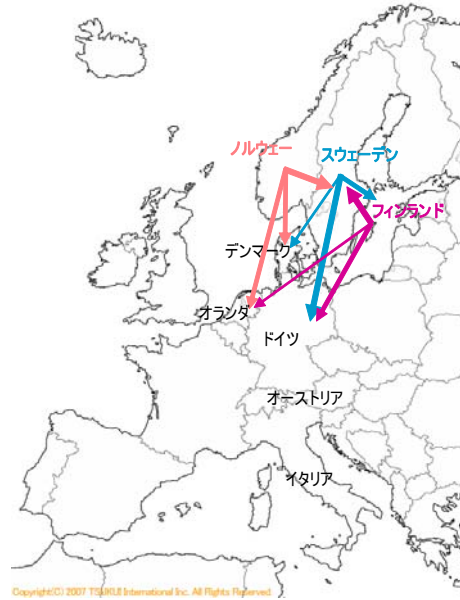 ノルウェー
スウェーデン
フィンランド
デンマーク
オランダ
ドイツ
オーストリア
イタリア
Copyright(C) 2007 TSUKUI International Inc. All Rights Reserved